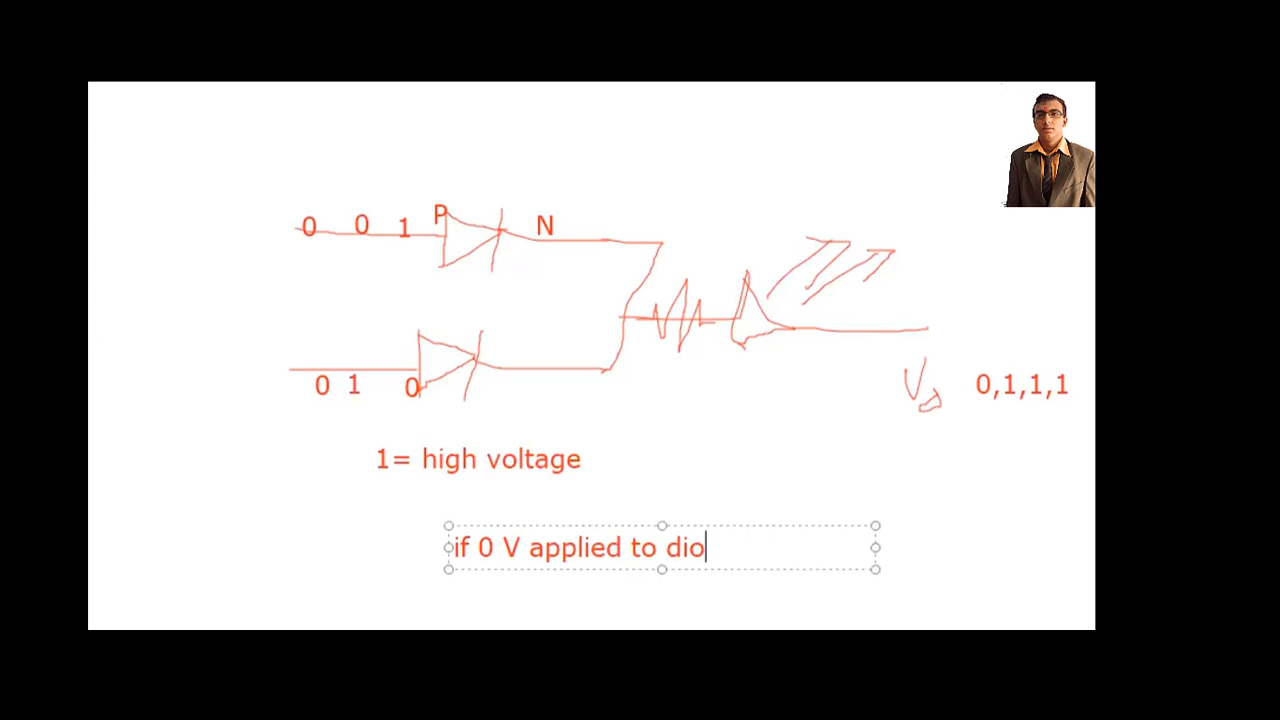 0 0 1 P N
0 1 0
V 0,1,1,1
1= high voltage
if 0 V applied to dio